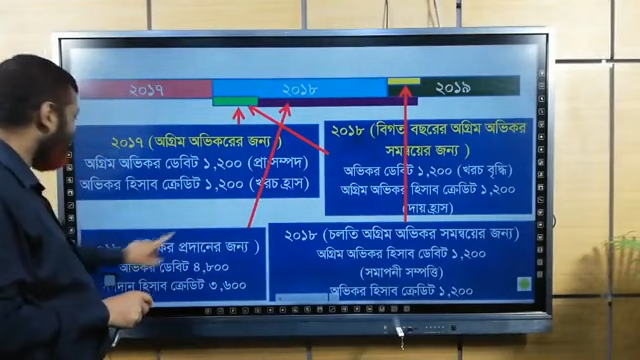 ২০১৭
২০১৮
২০১৯
২০১৭ (অগ্রিম অভিকরের জন্য )
অগ্রিম অভিকর ডেবিট ১,২০০ (প্রা সম্পদ)
অভিকর হিসাব ক্রেডিট ১,২০০ (খরচ হ্রাস)
২০১৮ (বিগত বছরের অগ্রিম অভিকর
সমন্বয়ের জন্য )
অভিকর ডেবিট ১,২০০ (খরচ বৃদ্ধি)
অগ্রিম অভিকর হিসাব ক্রেডিট ১,২০০
দায় হ্রাস)
প্রদানের জন্য )
অভিকর ডেবিট ৪,৮০০
হিসাব ক্রেডিট ৩,৬০০
২০১৮ (চলতি অগ্রিম অভিকর সমন্বয়ের জন্য)
অগ্রিম অভিকর হিসাব ডেবিট ১,২০০
(সমাপনী সম্পত্তি)
অভিকর হিসাব ক্রেডিট ১,২০০